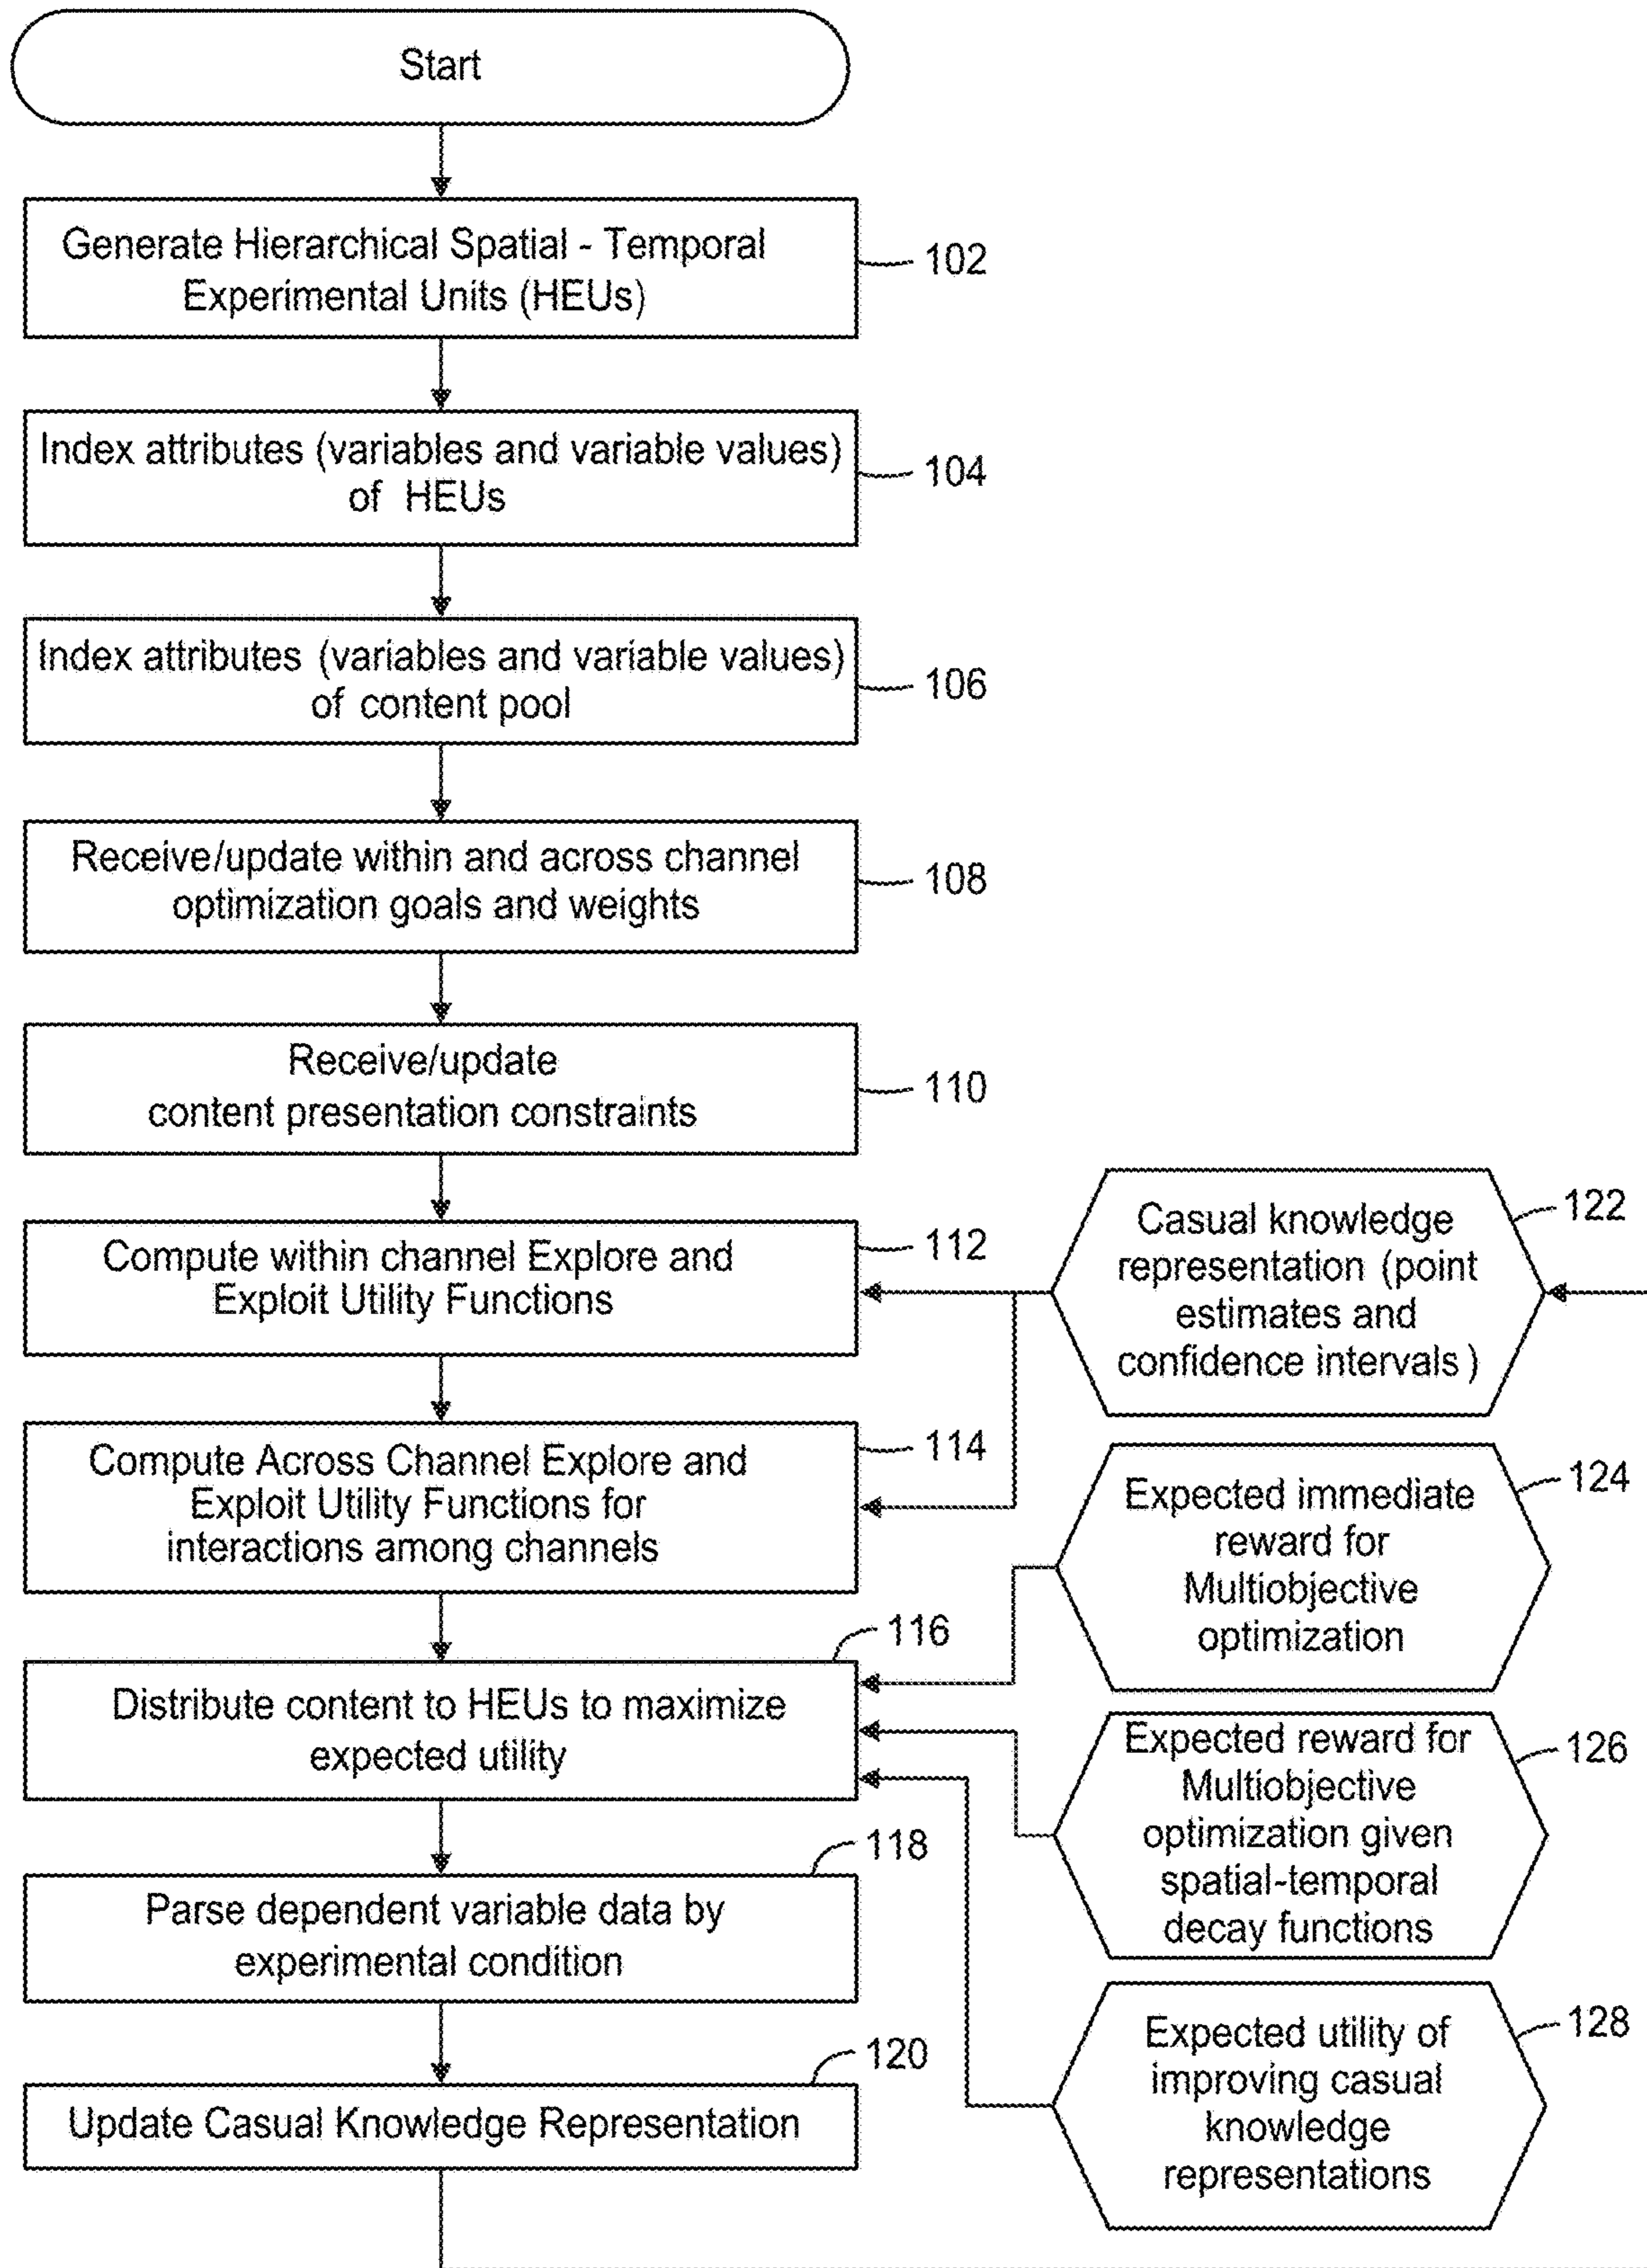 Start
Generate Hierarchical Spatial - Temporal
Experimental Units (HEUs)
102
Index attributes (variables and variable values)
of HEUs
104
Index attributes (variables and variable values)
of content pool
106
Receive/update within and across channel
optimization goals and weights
108
Receive/update
content presentation constraints
110
Compute within channel Explore and
Exploit Utility Functions
112
Casual knowledge
representation (point
estimates and
confidence intervals )
122
Compute Across Channel Explore and
Exploit Utility Functions for
interactions among channels
114
Expected immediate
reward for
Multiobjective
optimization
124
Distribute content to HEUs to maximize
expected utility
116
Expected reward for
Multiobjective
optimization given
spatial-temporal
decay functions
126
Parse dependent variable data by
experimental condition
118
Expected utility of
improving casual
knowledge
representations
128
Update Casual Knowledge Representation
120